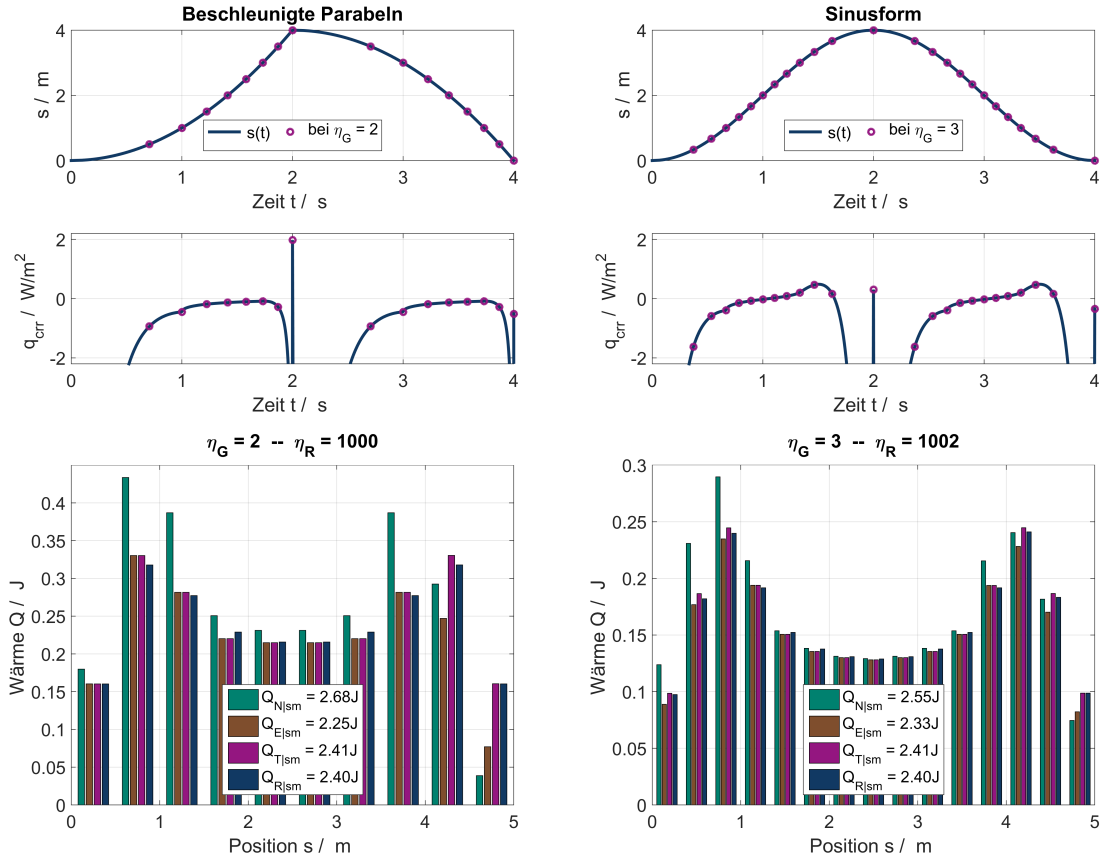 Beschleunigte Parabeln
4
2
0
s / m
s(t)
bei η_G = 2
0 1 2 3 4
Zeit t / s
Sinusform
4
2
0
s / m
s(t)
bei η_G = 3
0 1 2 3 4
Zeit t / s
2
0
-2
q_crr / W/m²
0 1 2 3 4
Zeit t / s
2
0
-2
q_crr / W/m²
0 1 2 3 4
Zeit t / s
η_G = 2 -- η_R = 1000
0.4
0.35
0.3
0.25
0.2
0.15
0.1
0.05
0
Wärme Q / J
Q_N|sm = 2.68J
Q_E|sm = 2.25J
Q_T|sm = 2.41J
Q_R|sm = 2.40J
0 1 2 3 4 5
Position s / m
η_G = 3 -- η_R = 1002
0.3
0.25
0.2
0.15
0.1
0.05
0
Wärme Q / J
Q_N|sm = 2.55J
Q_E|sm = 2.33J
Q_T|sm = 2.41J
Q_R|sm = 2.40J
0 1 2 3 4 5
Position s / m